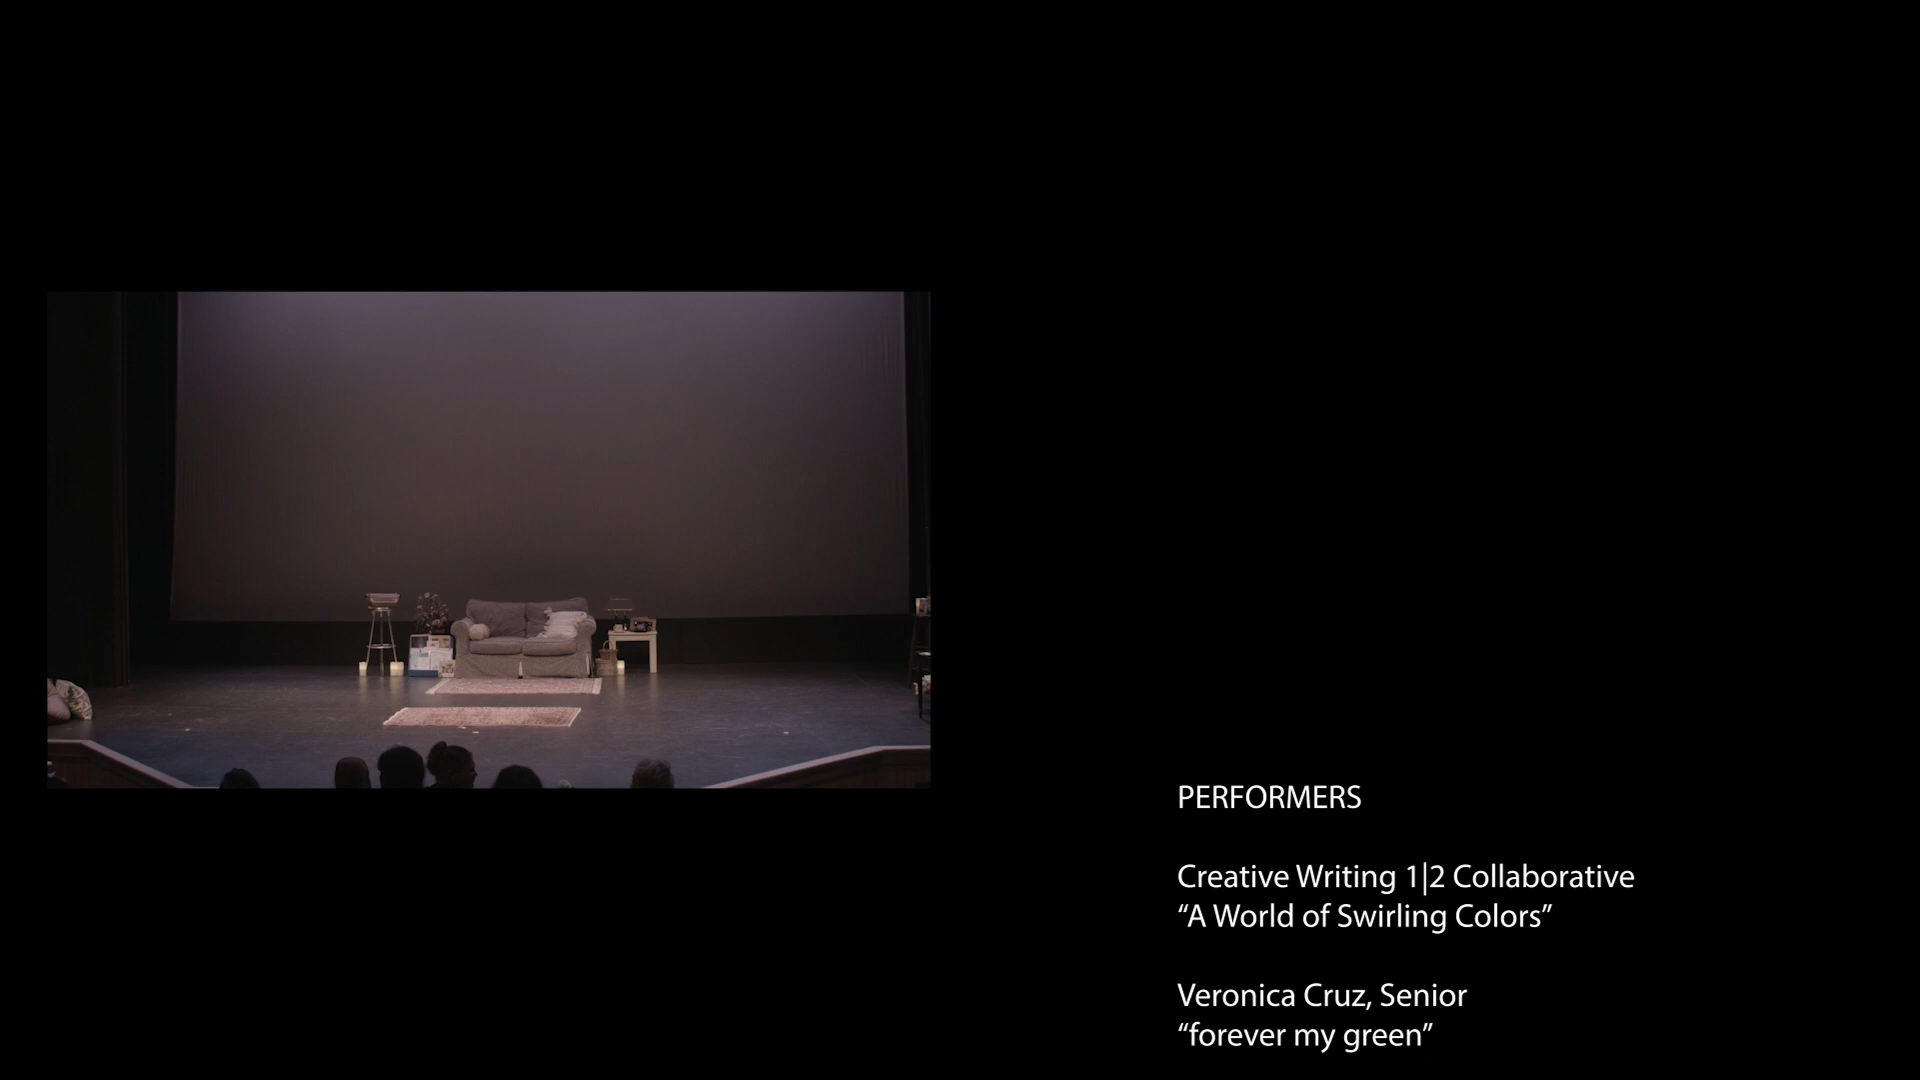 PERFORMERS
Creative Writing 1|2 Collaborative
“A World of Swirling Colors”
Veronica Cruz, Senior
“forever my green”